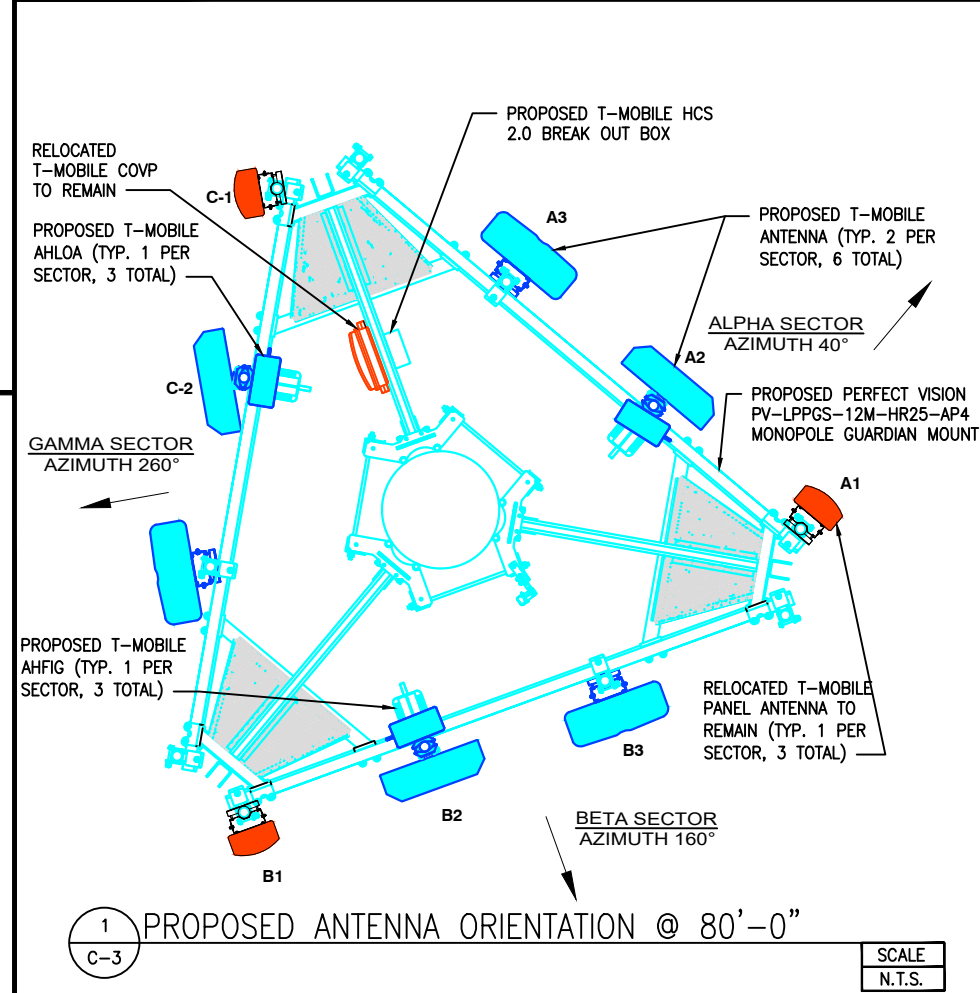 PROPOSED T-MOBILE HCS
2.0 BREAK OUT BOX
RELOCATED
T-MOBILE COVP
TO REMAIN
C-1
PROPOSED T-MOBILE
AHLOA (TYP. 1 PER
SECTOR, 3 TOTAL)
A3
PROPOSED T-MOBILE
ANTENNA (TYP. 2 PER
SECTOR, 6 TOTAL)
ALPHA SECTOR
AZIMUTH 40°
A2
C-2
PROPOSED PERFECT VISION
PV-LPPGS-12M-HR25-AP4
MONOPOLE GUARDIAN MOUNT
GAMMA SECTOR
AZIMUTH 260°
A1
PROPOSED T-MOBILE
AHFIG (TYP. 1 PER
SECTOR, 3 TOTAL)
RELOCATED T-MOBILE
PANEL ANTENNA TO
REMAIN (TYP. 1 PER
SECTOR, 3 TOTAL)
B3
B2
BETA SECTOR
AZIMUTH 160°
B1
1
C-3
PROPOSED ANTENNA ORIENTATION @ 80'-0"
SCALE
N.T.S.